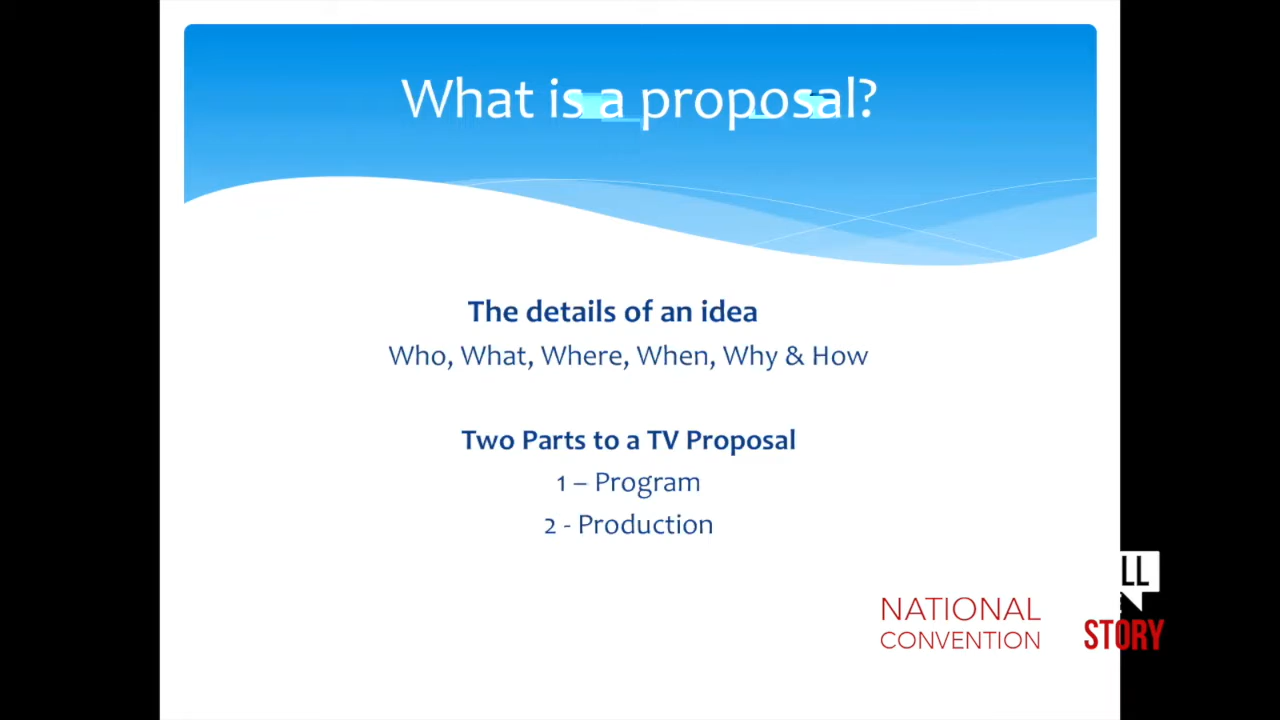 What is a proposal?
The details of an idea
Who, What, Where, When, Why & How
Two Parts to a TV Proposal
1 – Program
2 - Production
NATIONAL
CONVENTION
LL
STORY